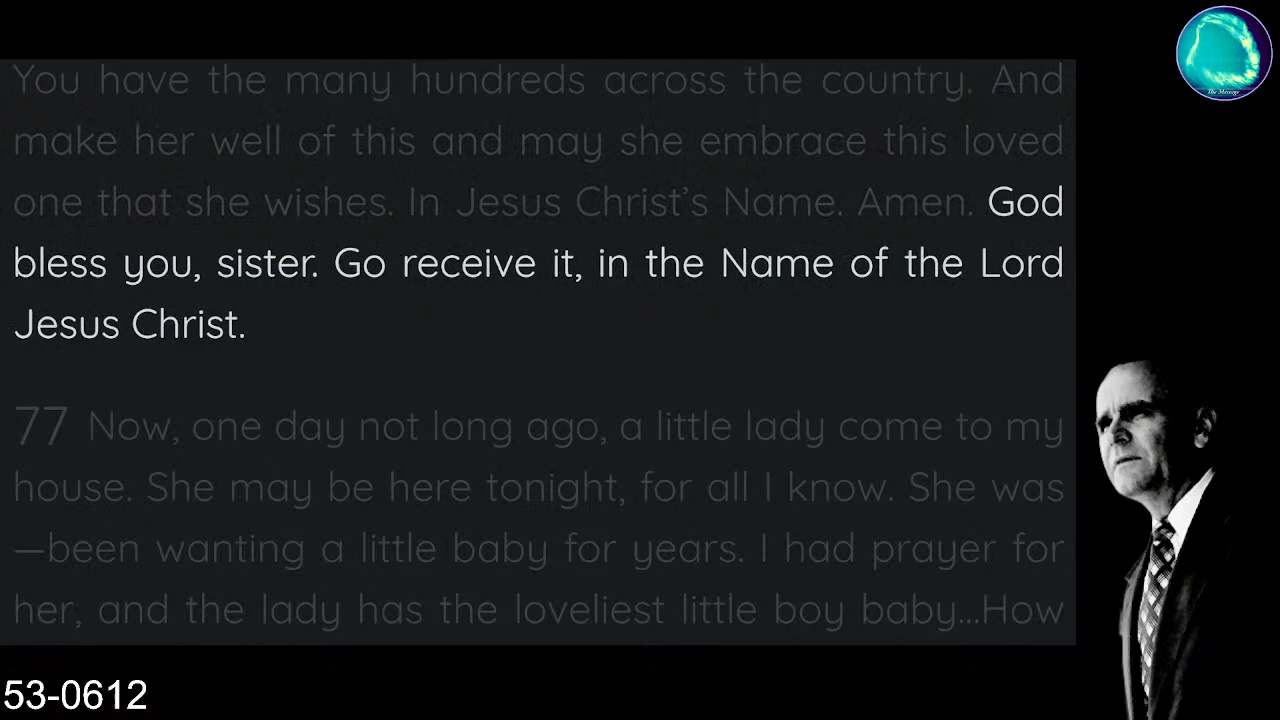 The Message
You have the many hundreds across the country. And
make her well of this and may she embrace this loved
one that she wishes. In Jesus Christ's Name. Amen. God
bless you, sister. Go receive it, in the Name of the Lord
Jesus Christ.
77 Now, one day not long ago, a little lady come to my
house. She may be here tonight, for all I know. She was
—been wanting a little baby for years. I had prayer for
her, and the lady has the loveliest little boy baby...How
53-0612